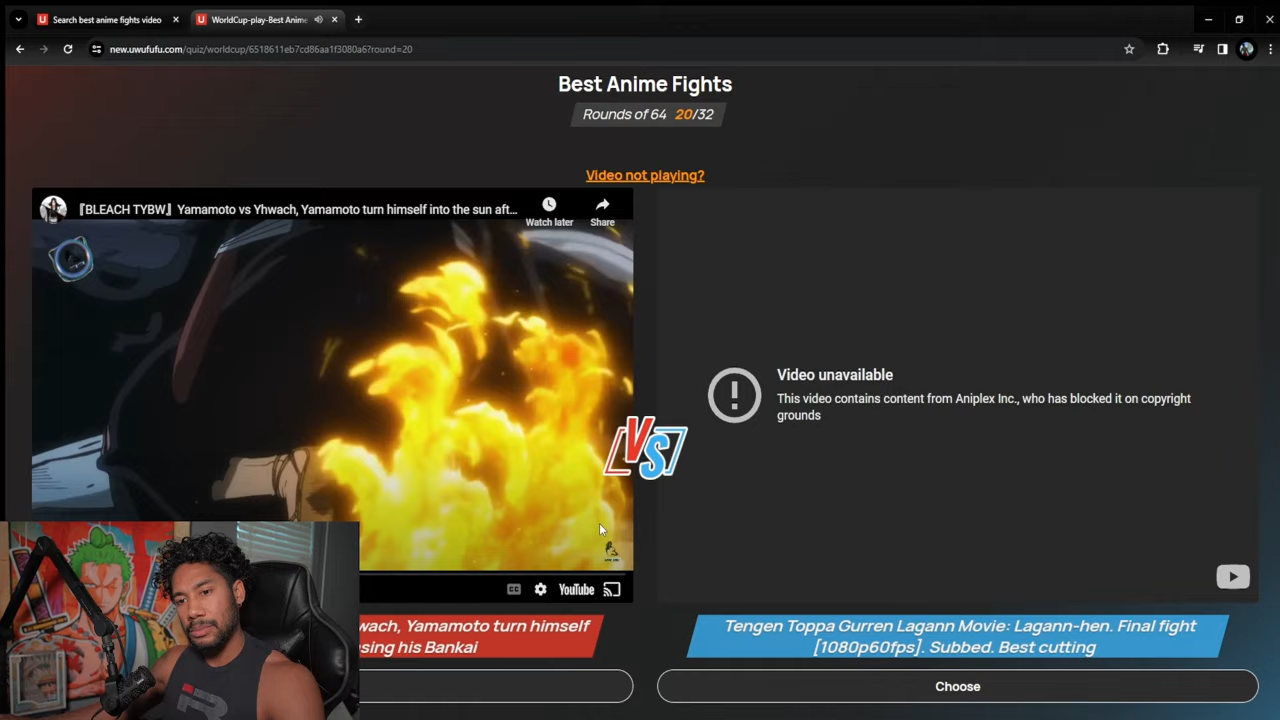 Search best anime fights video
WorldCup-play-Best Anime
new.uwufufu.com/quiz/worldcup/6518611eb7cd86aa1f3080a6?round=20
Best Anime Fights
Rounds of 64 20/32
Video not playing?
『BLEACH TYBW』Yamamoto vs Yhwach, Yamamoto turn himself into the sun aft...
Watch later
Share
Video unavailable
This video contains content from Aniplex Inc., who has blocked it on copyright
grounds
VS
CC
YouTube
wach, Yamamoto turn himself
sing his Bankai
Tengen Toppa Gurren Lagann Movie: Lagann-hen. Final fight
[1080p60fps]. Subbed. Best cutting
Choose